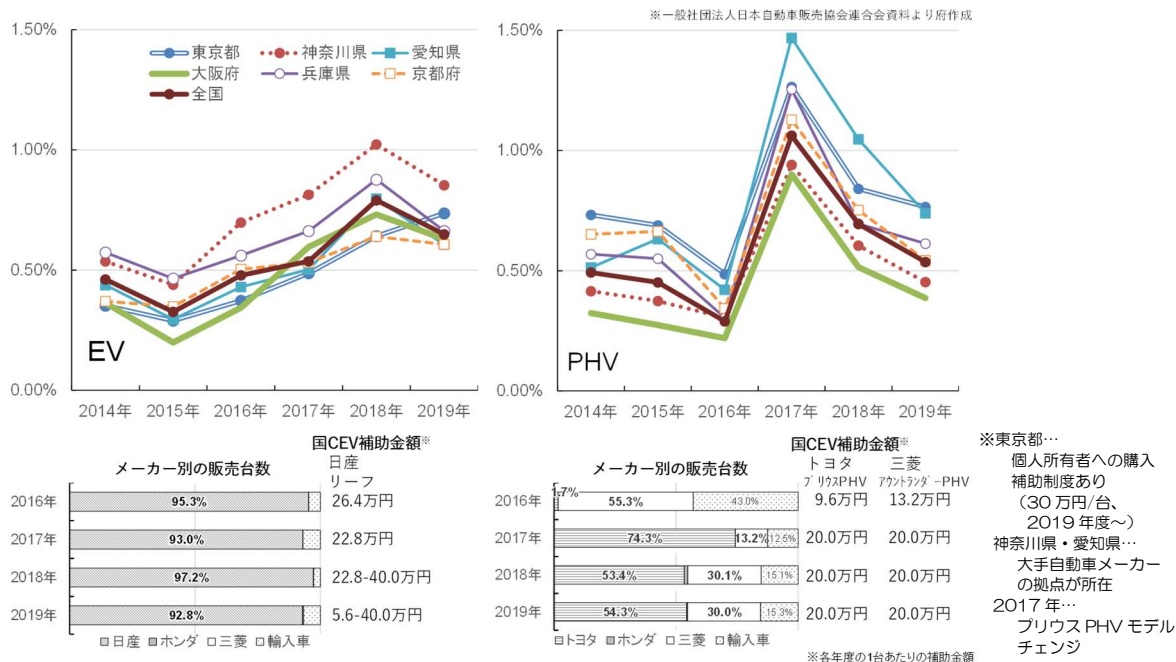 ※一般社団法人日本自動車販売協会連合会資料より府作成
1.50%
1.00%
0.50%
0.00%
東京都 神奈川県 愛知県
大阪府 兵庫県 京都府
全国
EV
2014年 2015年 2016年 2017年 2018年 2019年
1.50%
1.00%
0.50%
0.00%
PHV
2014年 2015年 2016年 2017年 2018年 2019年
国CEV補助金額※
メーカー別の販売台数
日産
リーフ
2016年 95.3% 26.4万円
2017年 93.0% 22.8万円
2018年 97.2% 22.8-40.0万円
2019年 92.8% 5.6-40.0万円
日産 ホンダ 三菱 輸入車
国CEV補助金額※
メーカー別の販売台数
トヨタ 三菱
プリウスPHV アウントランダーPHV
2016年 1.7% 55.3% 43.0% 9.6万円 13.2万円
2017年 74.3% 13.2% 12.5% 20.0万円 20.0万円
2018年 53.4% 30.1% 15.1% 20.0万円 20.0万円
2019年 54.3% 30.0% 15.3% 20.0万円 20.0万円
トヨタ ホンダ 三菱 輸入車
※各年度の1台あたりの補助金額
※東京都…
個人所有者への購入
補助制度あり
（30万円/台、
2019年度～）
神奈川県・愛知県…
大手自動車メーカー
の拠点が所在
2017年…
プリウスPHVモデル
チェンジ